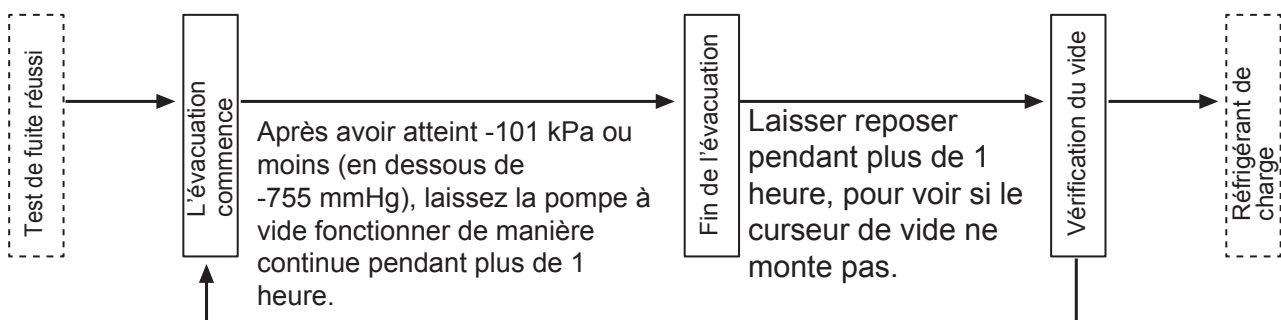 Test de fuite réussi
L'évacuation
commence
Après avoir atteint -101 kPa ou
moins (en dessous de
-755 mmHg), laissez la pompe à
vide fonctionner de manière
continue pendant plus de 1
heure.
Fin de l'évacuation
Laisser reposer
pendant plus de 1
heure, pour voir si le
curseur de vide ne
monte pas.
Vérification du vide
Réfrigérant de
charge